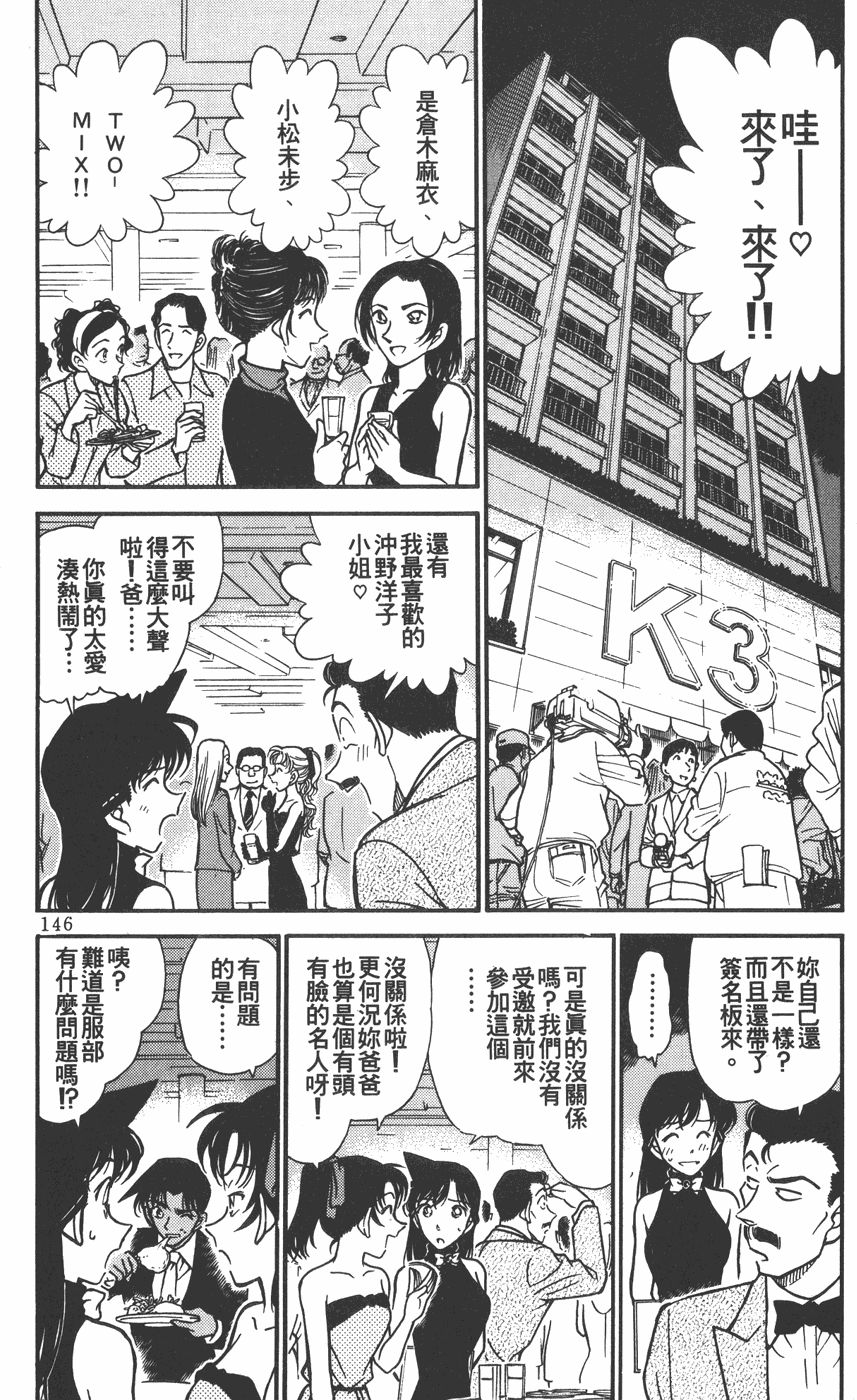 哇——♡
來了、來了!!
K3
是倉木麻衣、
小松未步、
TWO-
MIX!!
還有
我最喜歡的
沖野洋子
小姐♡
不要叫
得這麼大聲
啦！爸……
你真的太愛
湊熱鬧了…
146
妳自己還
不是一樣？
而且還帶了
簽名板來。
……
可是真的沒關係
嗎？我們沒有
受邀就前來
參加這個
……
沒關係啦！
更何況妳爸爸
也算是個有頭
有臉的名人呀！
有問題
的是……
咦？
難道是服部
有什麼問題嗎!?